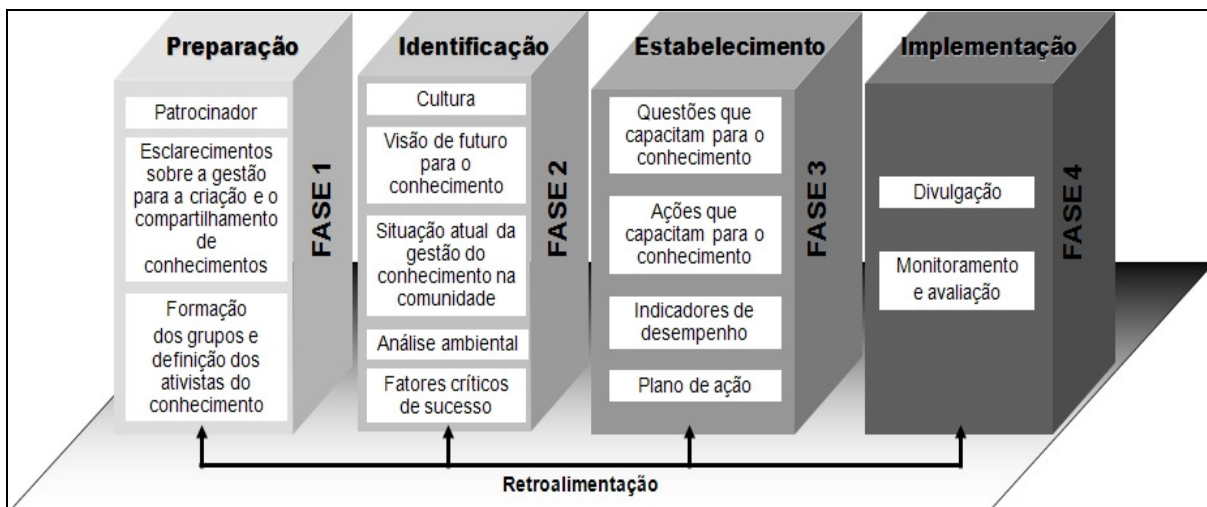 Preparação
Patrocinador
Esclarecimentos
sobre a gestão
para a criação e o
compartilhamento
de
conhecimentos
Formação
dos grupos e
definição dos
ativistas do
conhecimento
FASE 1
Identificação
Cultura
Visão de futuro
para o
conhecimento
Situação atual da
gestão do
conhecimento na
comunidade
Análise ambiental
Fatores críticos
de sucesso
FASE 2
Estabelecimento
Questões que
capacitam para o
conhecimento
Ações que
capacitam para o
conhecimento
Indicadores de
desempenho
Plano de ação
FASE 3
Implementação
Divulgação
Monitoramento
e avaliação
FASE 4
Retroalimentação